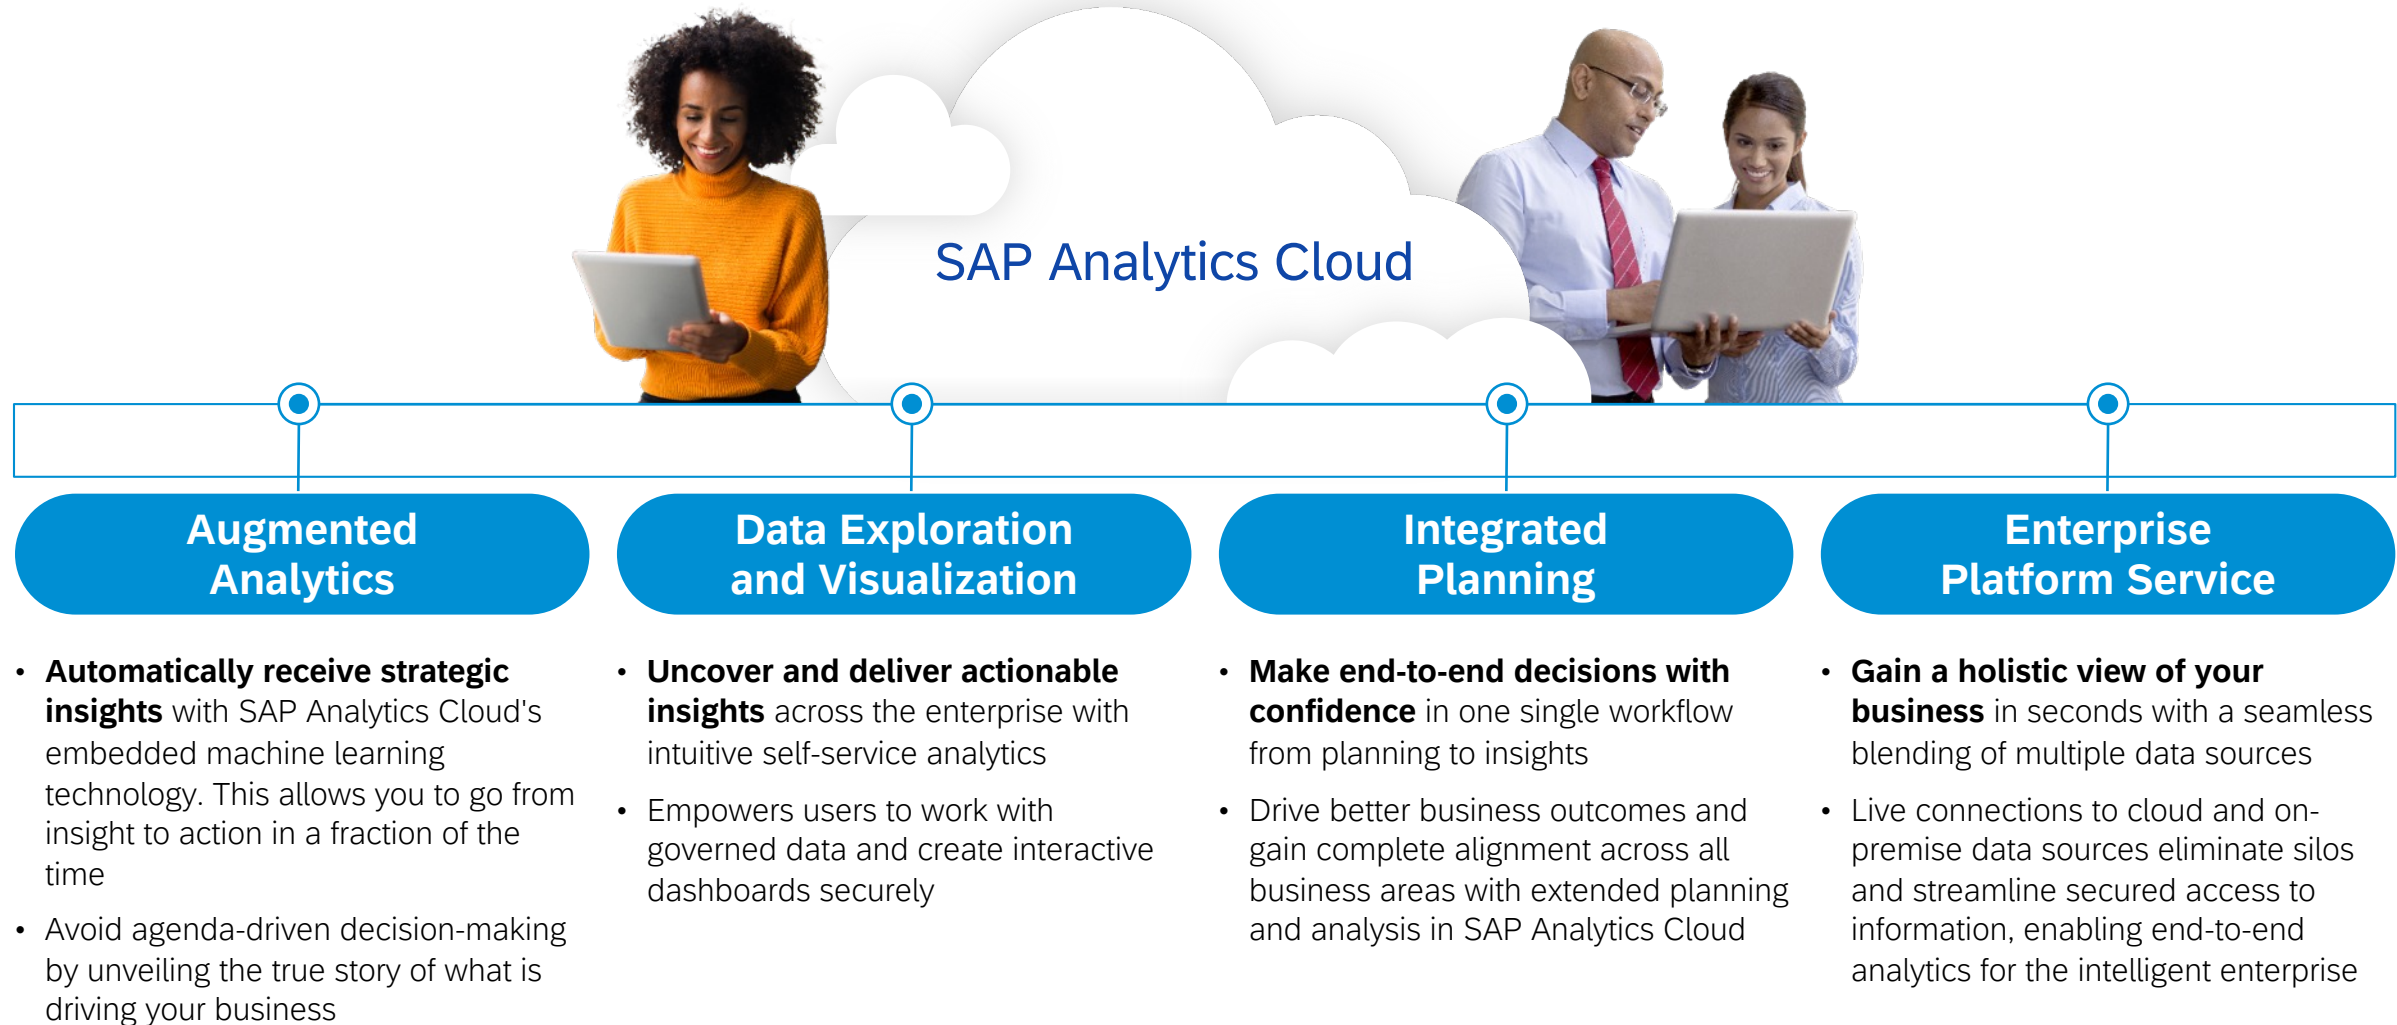 SAP Analytics Cloud
Augmented
Analytics
• Automatically receive strategic
insights with SAP Analytics Cloud's
embedded machine learning
technology. This allows you to go from
insight to action in a fraction of the
time
• Avoid agenda-driven decision-making
by unveiling the true story of what is
driving your business
Data Exploration
and Visualization
• Uncover and deliver actionable
insights across the enterprise with
intuitive self-service analytics
• Empowers users to work with
governed data and create interactive
dashboards securely
Integrated
Planning
• Make end-to-end decisions with
confidence in one single workflow
from planning to insights
• Drive better business outcomes and
gain complete alignment across all
business areas with extended planning
and analysis in SAP Analytics Cloud
Enterprise
Platform Service
• Gain a holistic view of your
business in seconds with a seamless
blending of multiple data sources
• Live connections to cloud and on-
premise data sources eliminate silos
and streamline secured access to
information, enabling end-to-end
analytics for the intelligent enterprise